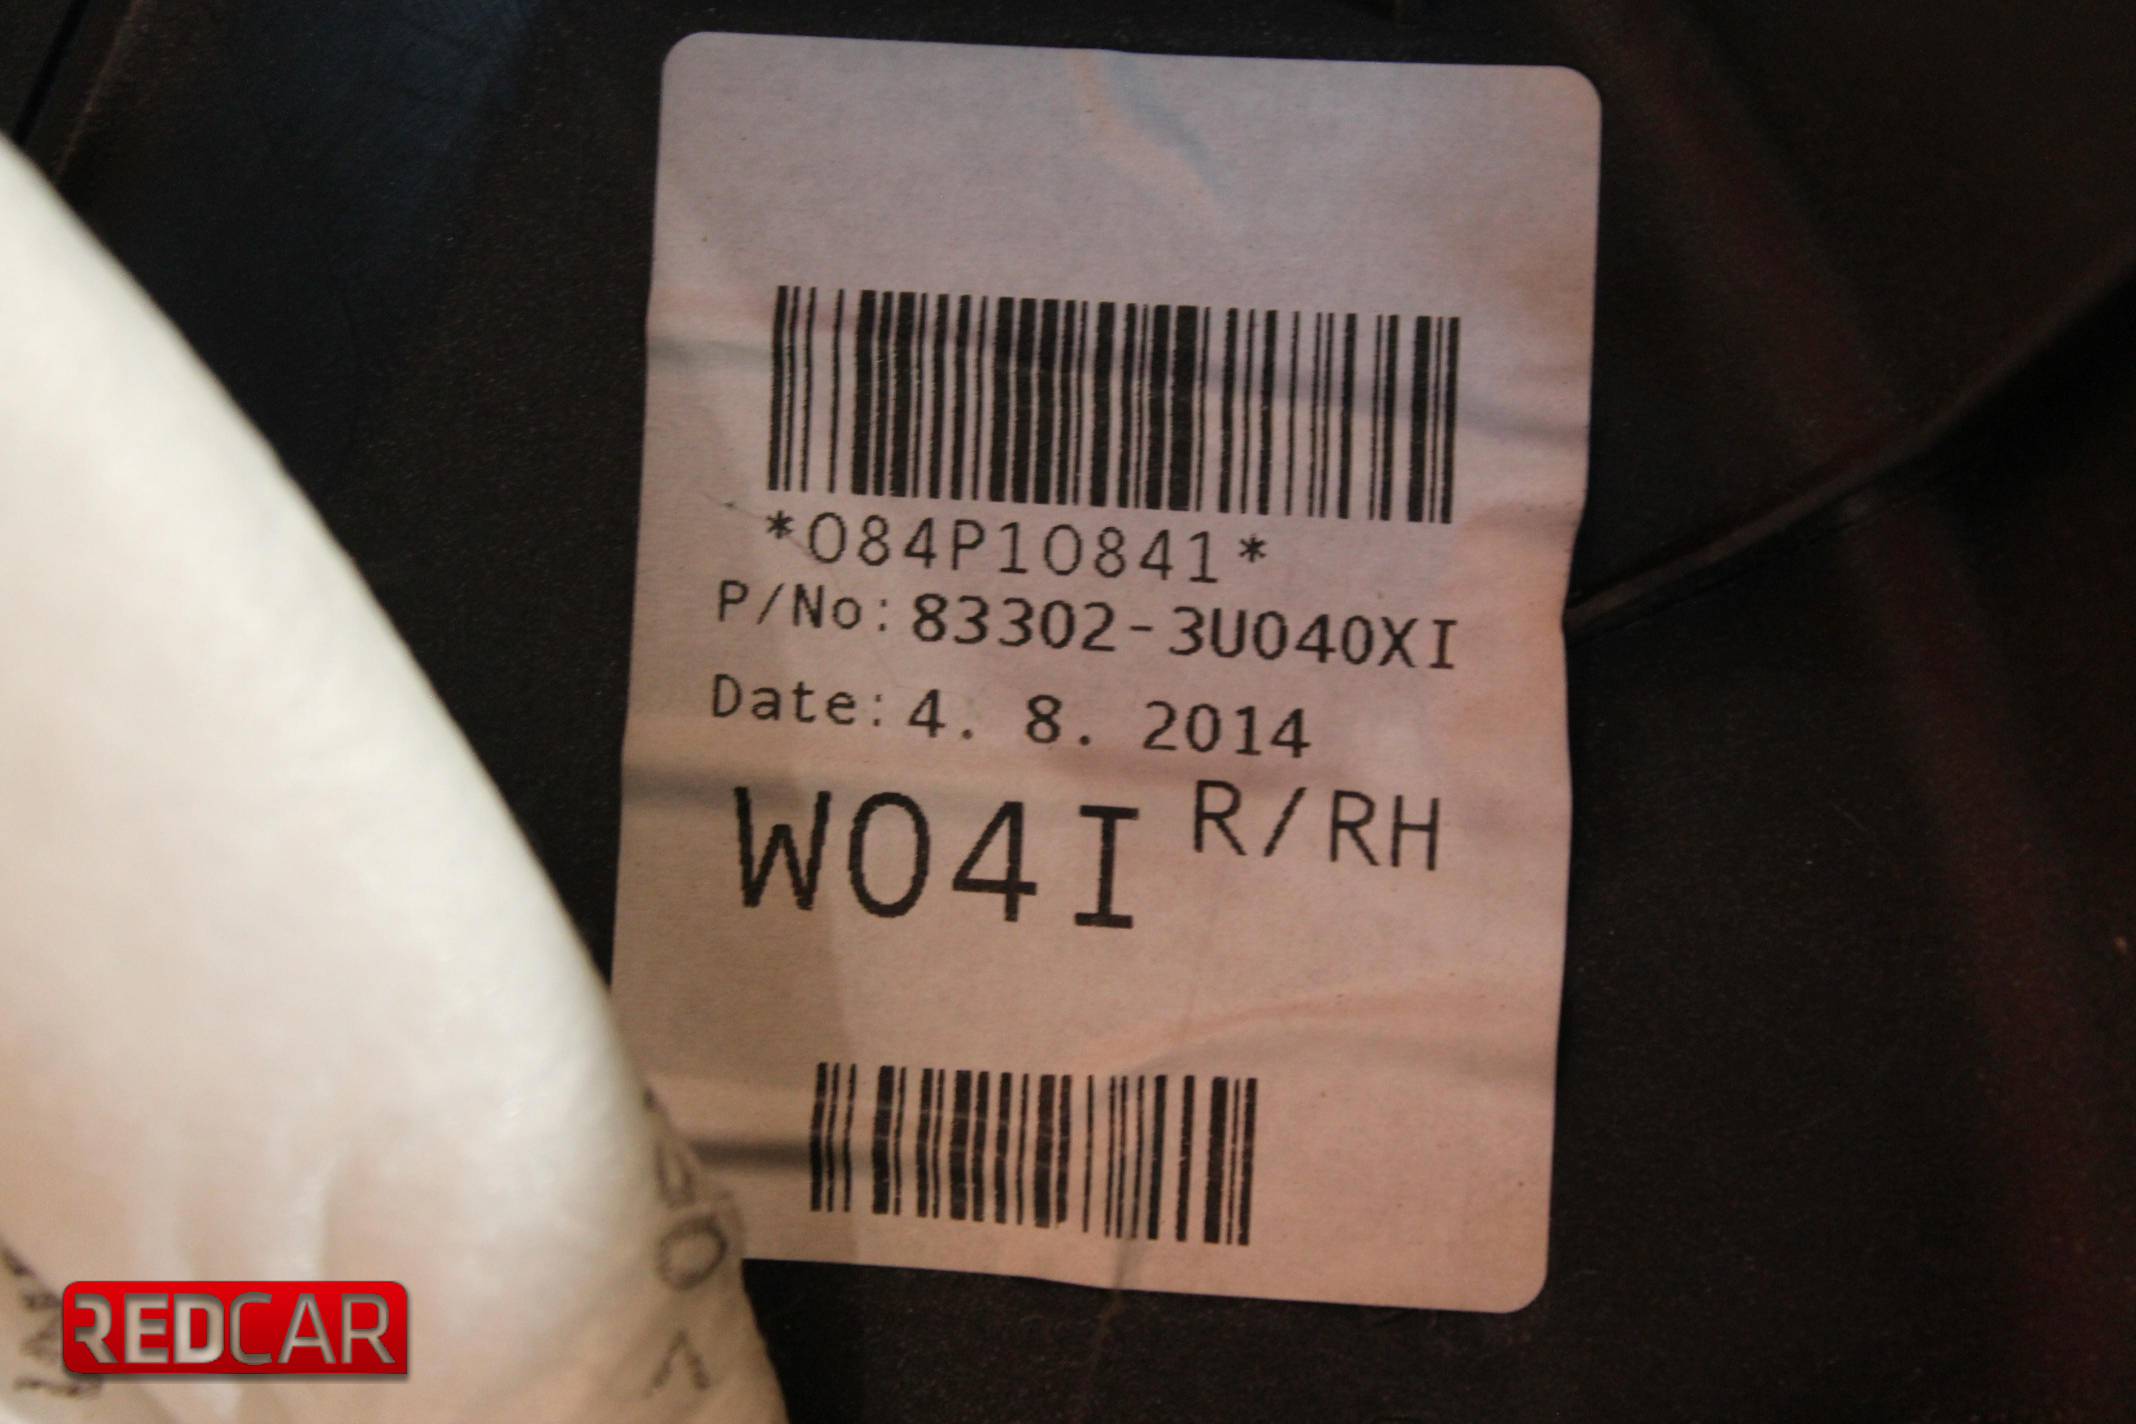 *084P10841*
P/No: 83302-3U040XI
Date: 4. 8. 2014
W04I R/RH
REDCAR